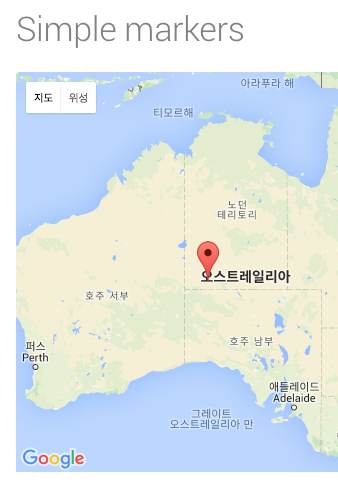 Simple markers
아라푸라 해
지도 위성
티모르해
노던
테리토리
오스트레일리아
호주 서부
호주 남부
퍼스
Perth
애들레이드
Adelaide
그레이트
오스트레일리아 만
Google